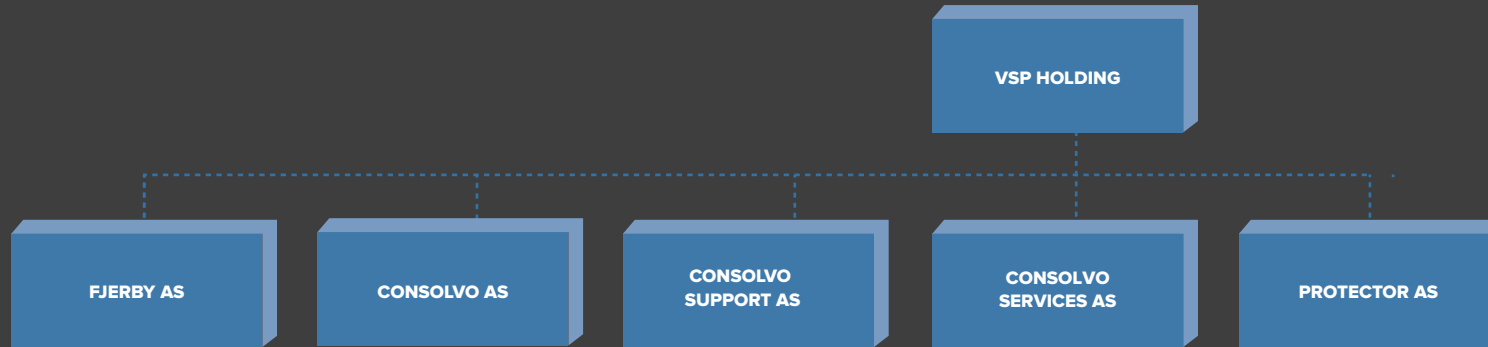 VSP HOLDING
FJERBY AS
CONSOLVO AS
CONSOLVO
SUPPORT AS
CONSOLVO
SERVICES AS
PROTECTOR AS